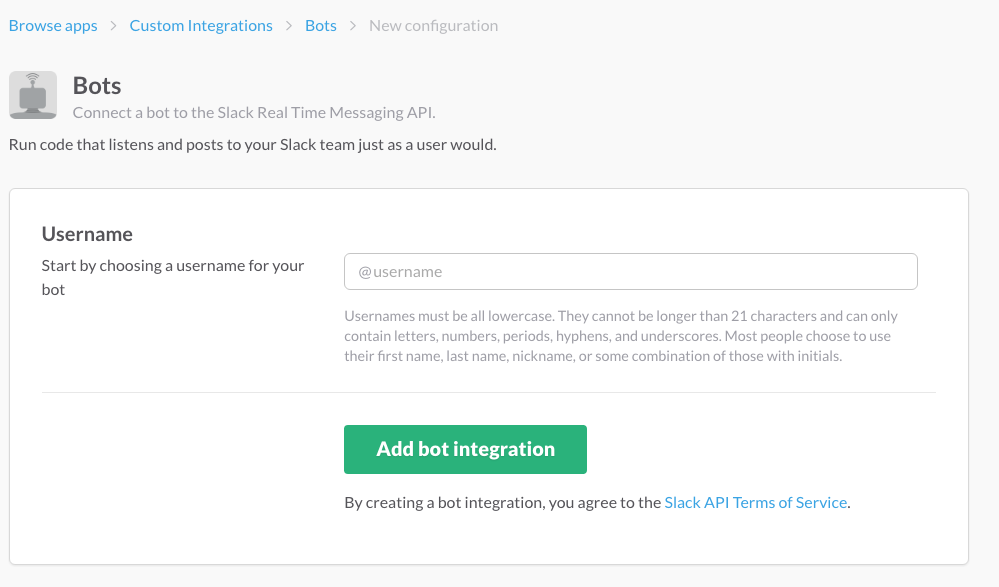 Browse apps > Custom Integrations > Bots > New configuration
Bots
Connect a bot to the Slack Real Time Messaging API.
Run code that listens and posts to your Slack team just as a user would.
Username
Start by choosing a username for your
bot
@username
Usernames must be all lowercase. They cannot be longer than 21 characters and can only
contain letters, numbers, periods, hyphens, and underscores. Most people choose to use
their first name, last name, nickname, or some combination of those with initials.
Add bot integration
By creating a bot integration, you agree to the Slack API Terms of Service.